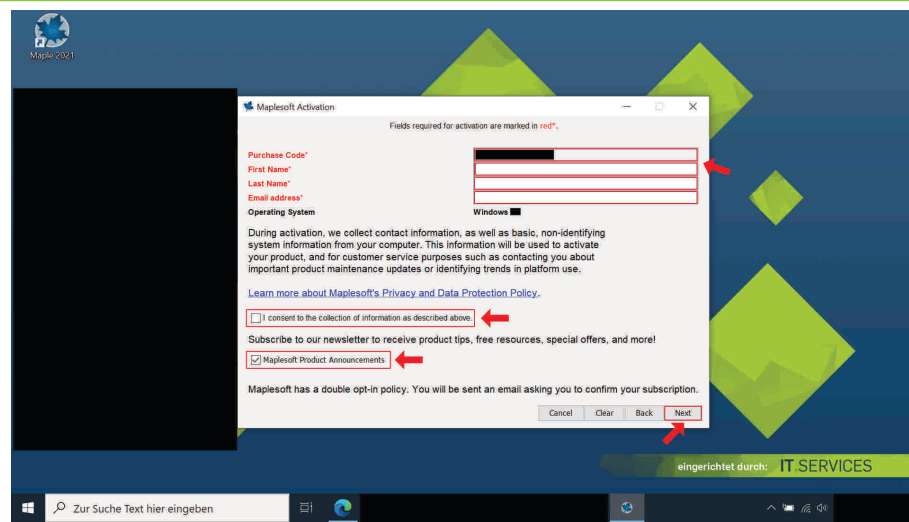 Maple 2021
Maplesoft Activation
Fields required for activation are marked in red*.
Purchase Code*
First Name*
Last Name*
Email address*
Operating System Windows
During activation, we collect contact information, as well as basic, non-identifying
system information from your computer. This information will be used to activate
your product, and for customer service purposes such as contacting you about
important product maintenance updates or identifying trends in platform use.
Learn more about Maplesoft's Privacy and Data Protection Policy.
I consent to the collection of information as described above.
Subscribe to our newsletter to receive product tips, free resources, special offers, and more!
Maplesoft Product Announcements
Maplesoft has a double opt-in policy. You will be sent an email asking you to confirm your subscription.
Cancel Clear Back Next
eingerichtet durch: IT.SERVICES
Zur Suche Text hier eingeben